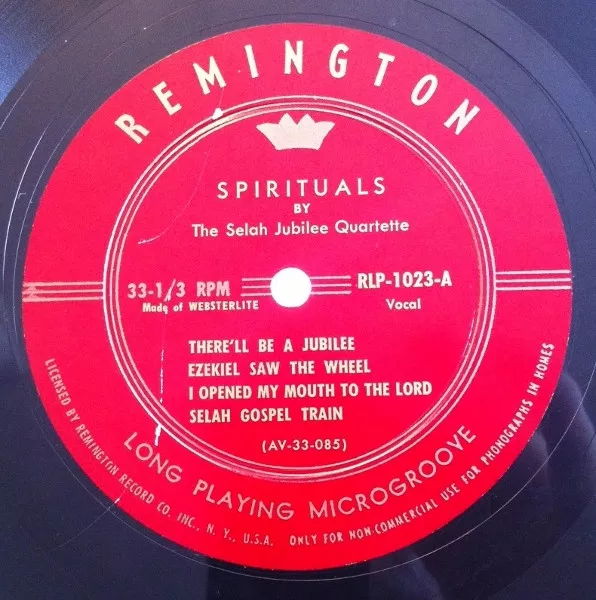 REMINGTON
SPIRITUALS
BY
The Selah Jubilee Quartette
33-1/3 RPM
Made of WEBSTERLITE
RLP-1023-A
Vocal
THERE'LL BE A JUBILEE
EZEKIEL SAW THE WHEEL
I OPENED MY MOUTH TO THE LORD
SELAH GOSPEL TRAIN
(AV-33-085)
LONG PLAYING MICROGROOVE
LICENSED BY REMINGTON RECORD CO. INC., N. Y., U.S.A. ONLY FOR NON-COMMERCIAL USE FOR PHONOGRAPHS IN HOMES